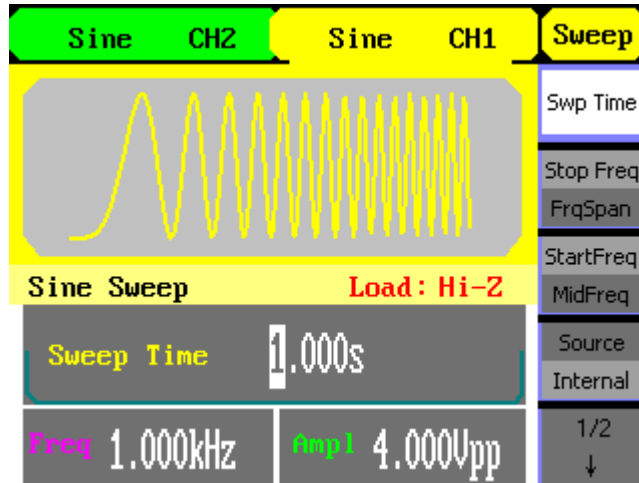 Sine CH2 Sine CH1 Sweep
Swp Time
Stop Freq
FrqSpan
StartFreq
MidFreq
Sine Sweep Load: Hi-Z
Source
Internal
Sweep Time 1.000s
1/2
Freq 1.000kHz Ampl 4.000Vpp